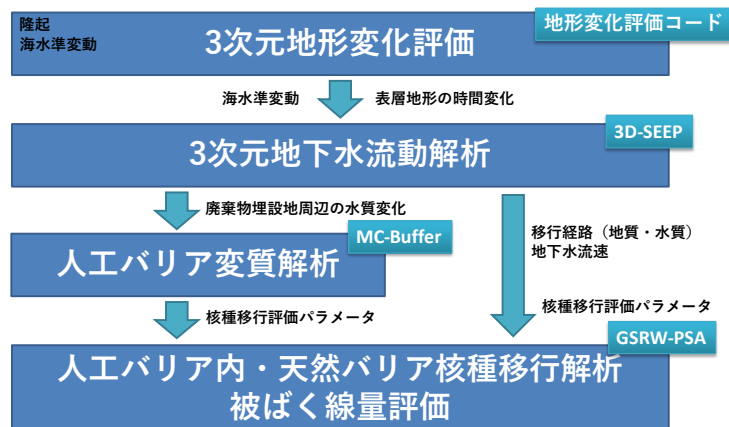 隆起
海水準変動
3次元地形変化評価
地形変化評価コード
海水準変動
表層地形の時間変化
3次元地下水流動解析
3D-SEEP
廃棄物埋設地周辺の水質変化
人工バリア変質解析
MC-Buffer
移行経路（地質・水質）
地下水流速
核種移行評価パラメータ
核種移行評価パラメータ
GSRW-PSA
人工バリア内・天然バリア核種移行解析
被ばく線量評価